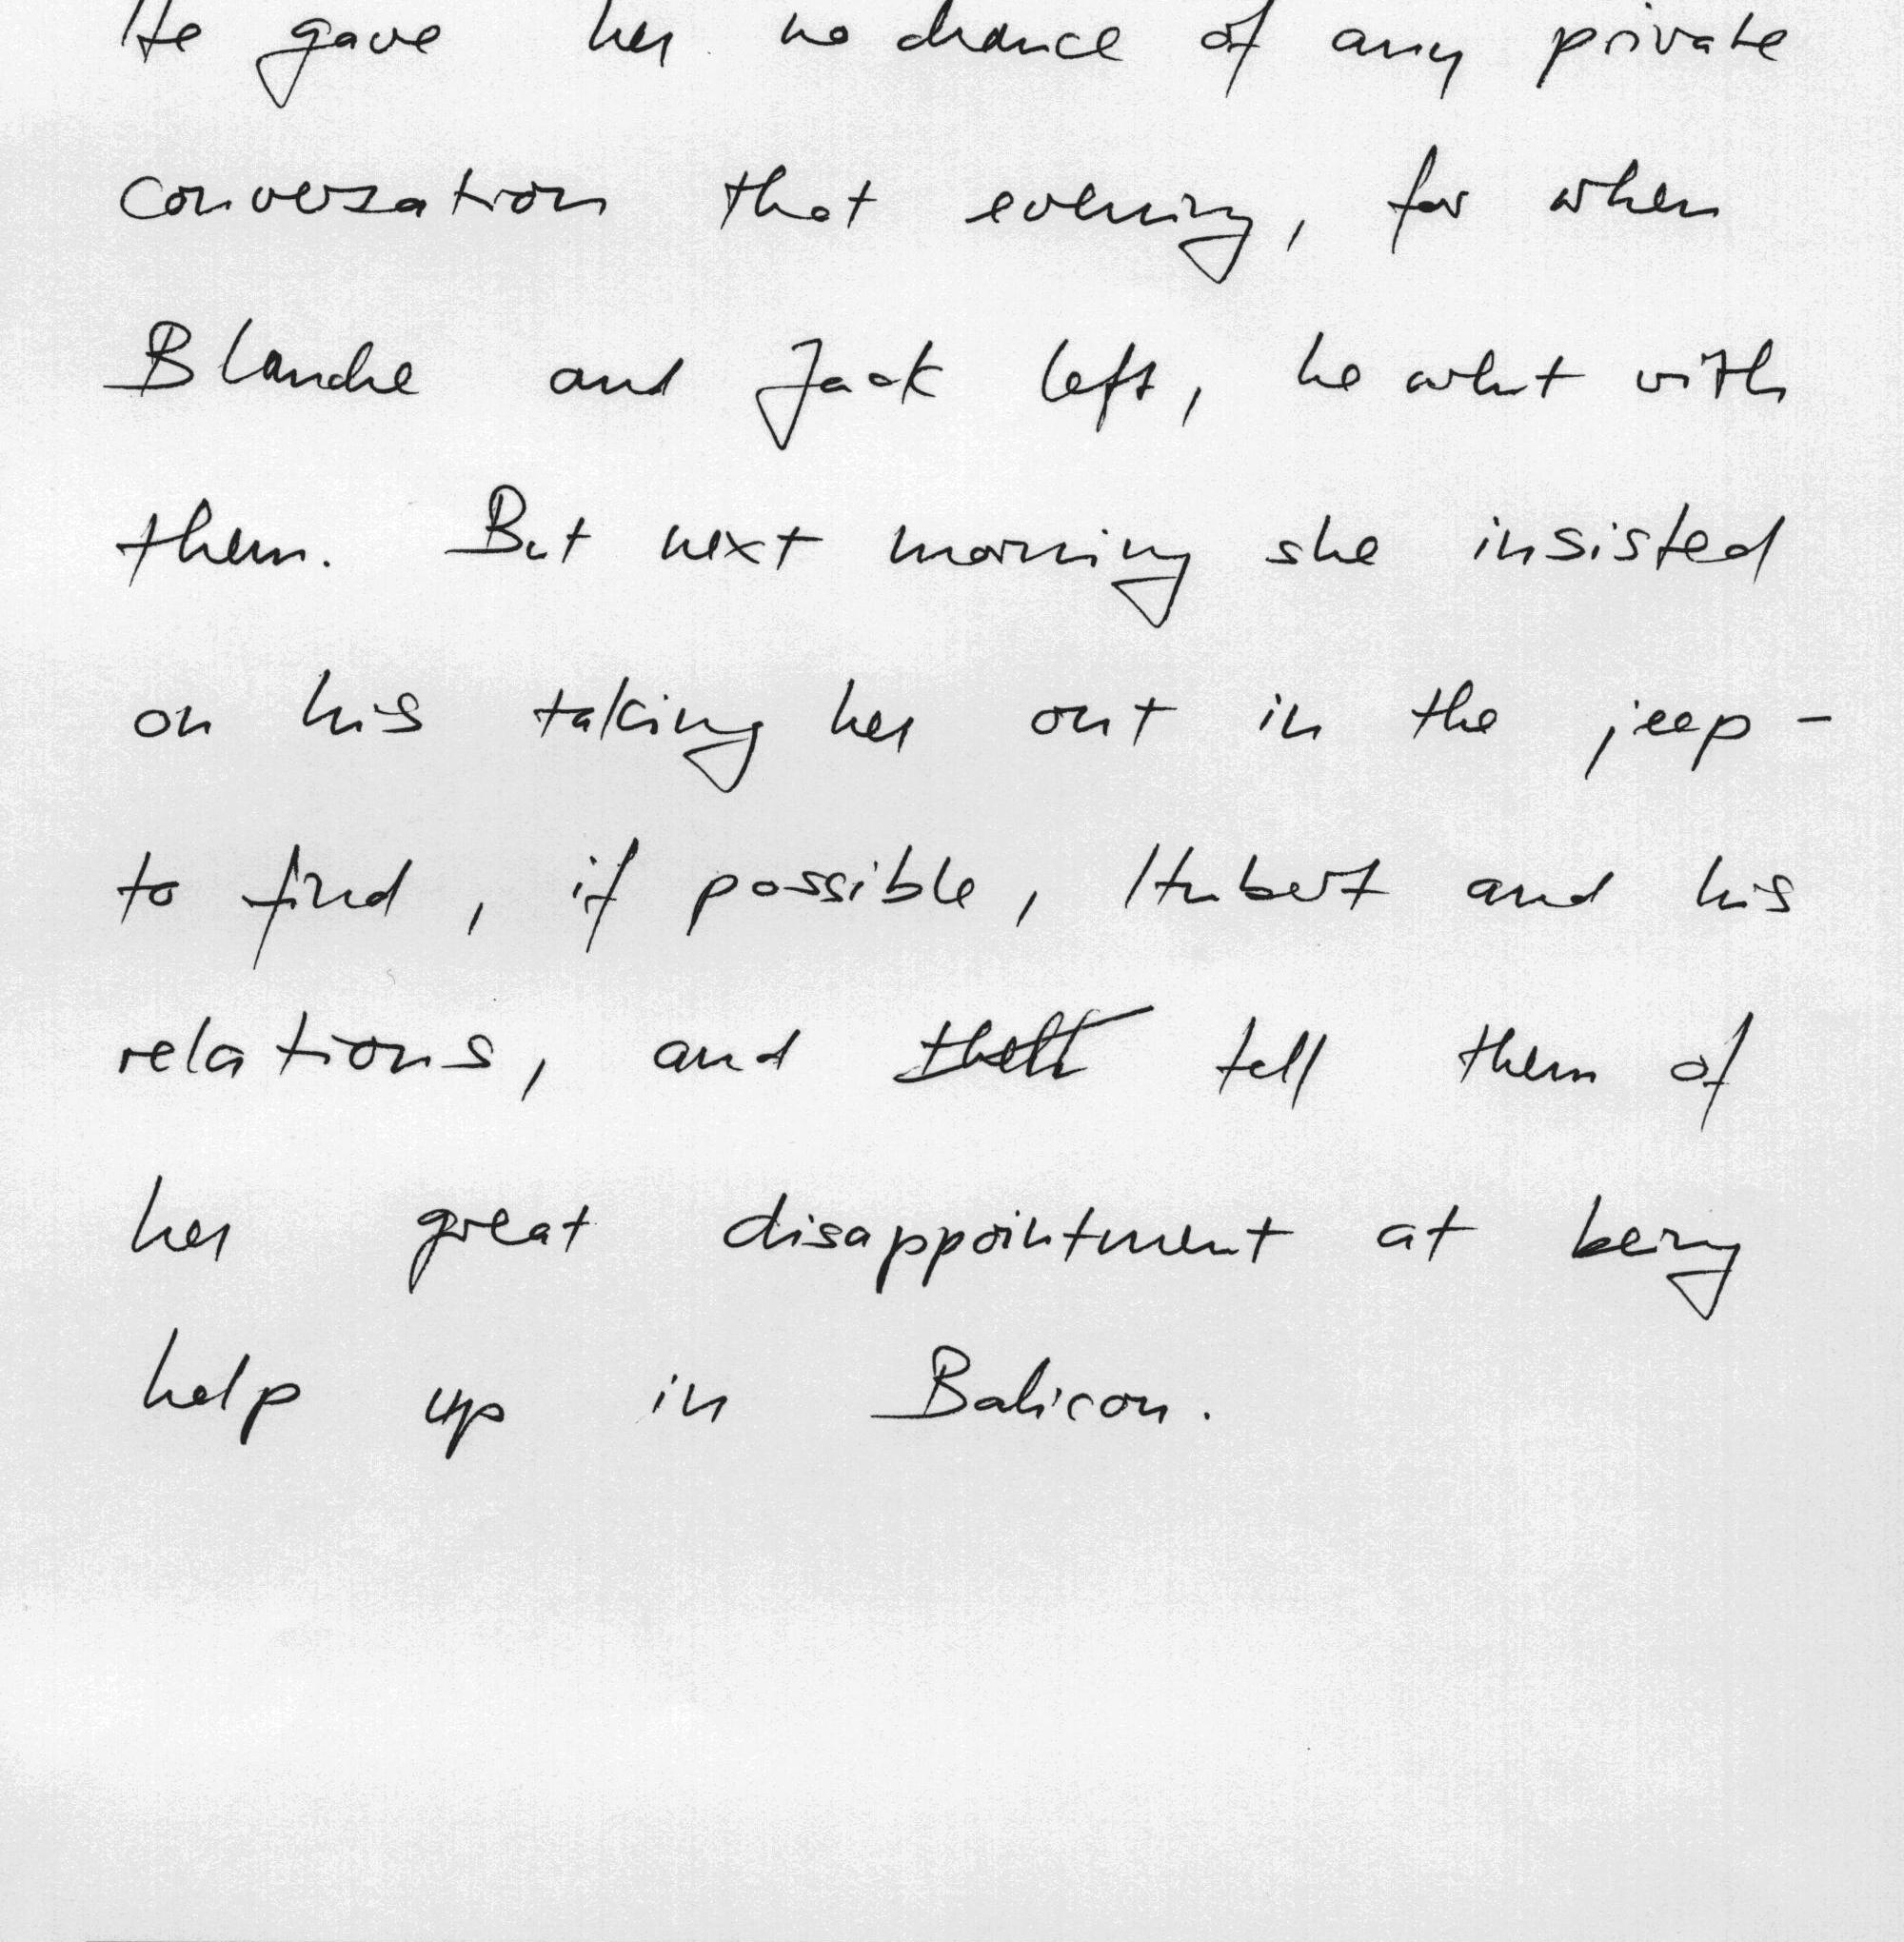 He gave her no chance of any private
conversation that evening, for when
Blanche and Jack left, he went with
them. But next morning she insisted
on his taking her out in the jeep -
to find, if possible, Hubert and his
relations, and tell them of
her great disappointment at being
help up in Balicon.